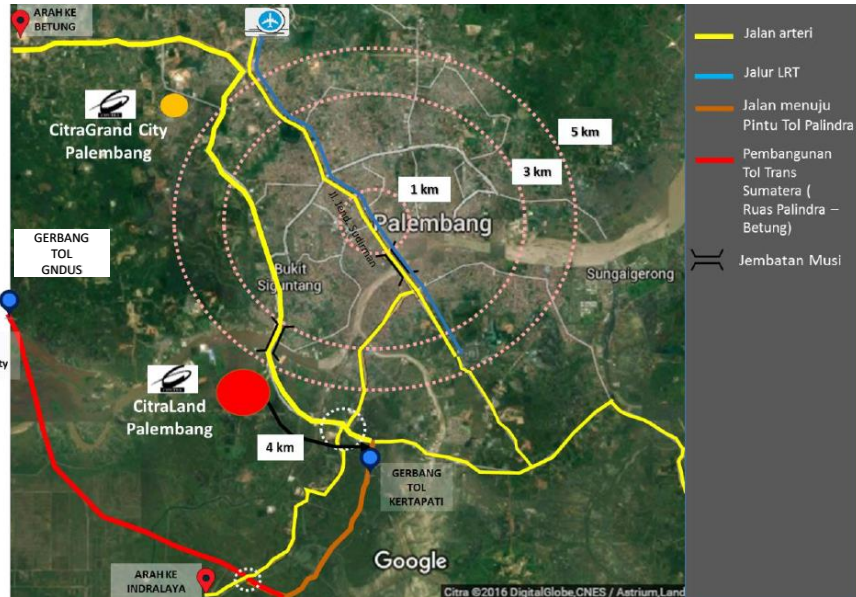 ARAH KE
BETUNG
CitraGrand City
Palembang
5 km
3 km
1 km
Jl. Jend. Sudirman
Palembang
GERBANG
TOL
GNDUS
Bukit
Siguntang
Sungaigerong
CitraLand
Palembang
4 km
GERBANG
TOL
KERTAPATI
ARAH KE
INDRALAYA
Google
Citra ©2016 DigitalGlobe,CNES / Astrium,Land
Jalan arteri
Jalur LRT
Jalan menuju
Pintu Tol Palindra
Pembangunan
Tol Trans
Sumatera (
Ruas Palindra –
Betung)
Jembatan Musi